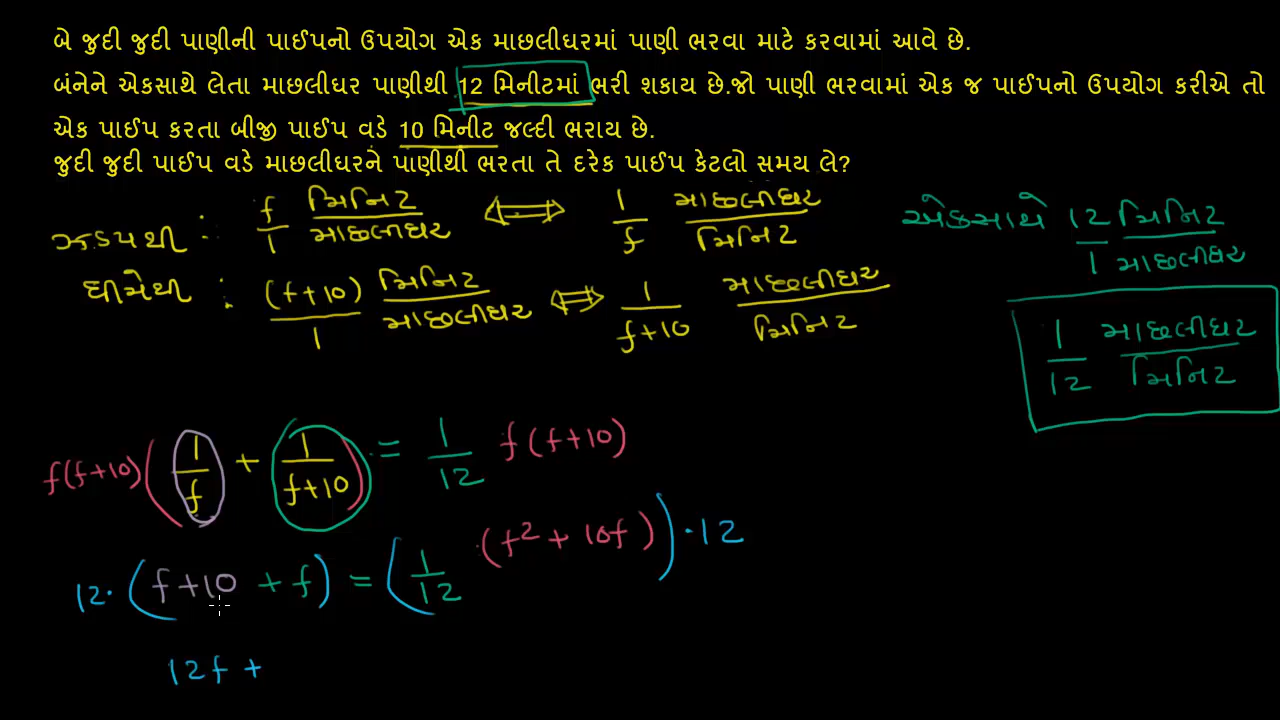 બે જુદી જુદી પાણીની પાઈપનો ઉપયોગ એક માછલીઘરમાં પાણી ભરવા માટે કરવામાં આવે છે.
બંનેને એકસાથે લેતા માછલીઘર પાણીથી 12 મિનીટમાં ભરી શકાય છે.જો પાણી ભરવામાં એક જ પાઈપનો ઉપયોગ કરીએ તો
એક પાઈપ કરતા બીજી પાઈપ વડે 10 મિનીટ જલ્દી ભરાય છે.
જુદી જુદી પાઈપ વડે માછલીઘરને પાણીથી ભરતા તે દરેક પાઈપ કેટલો સમય લે?
ઝડપથી : f/1 મિનિટ/માછલીઘર ⟺ 1/f માછલીઘર/મિનિટ
ધીમેથી : (f+10)/1 મિનિટ/માછલીઘર ⟺ 1/f+10 માછલીઘર/મિનિટ
એકસાથે 12/1 મિનિટ/માછલીઘર
1/12 માછલીઘર/મિનિટ
f(f+10) (1/f + 1/f+10) = 1/12 f(f+10)
12·(f+10 + f) = (1/12 (f²+10f))·12
12f +